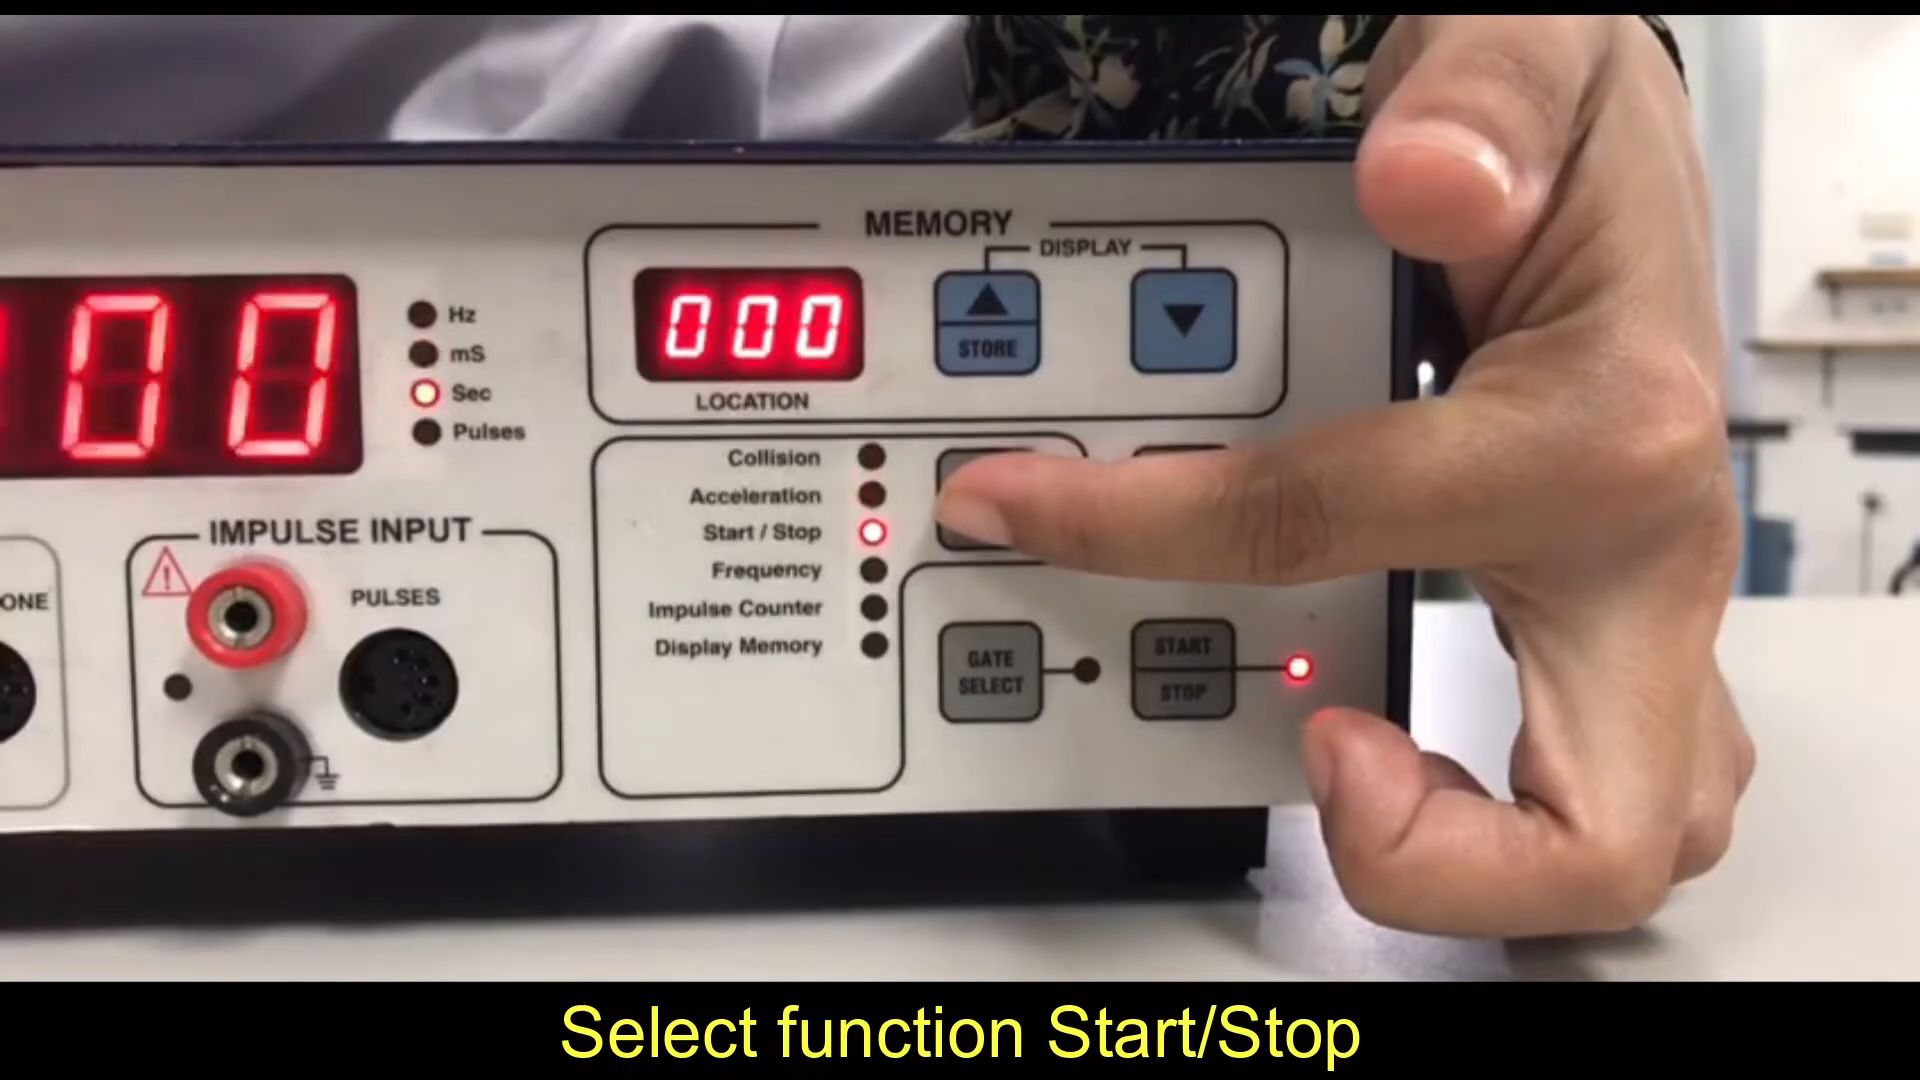 MEMORY
DISPLAY
000
STORE
LOCATION
00
Hz
mS
Sec
Pulses
Collision
Acceleration
Start / Stop
Frequency
Impulse Counter
Display Memory
IMPULSE INPUT
PULSES
ONE
GATE
SELECT
START
STOP
Select function Start/Stop